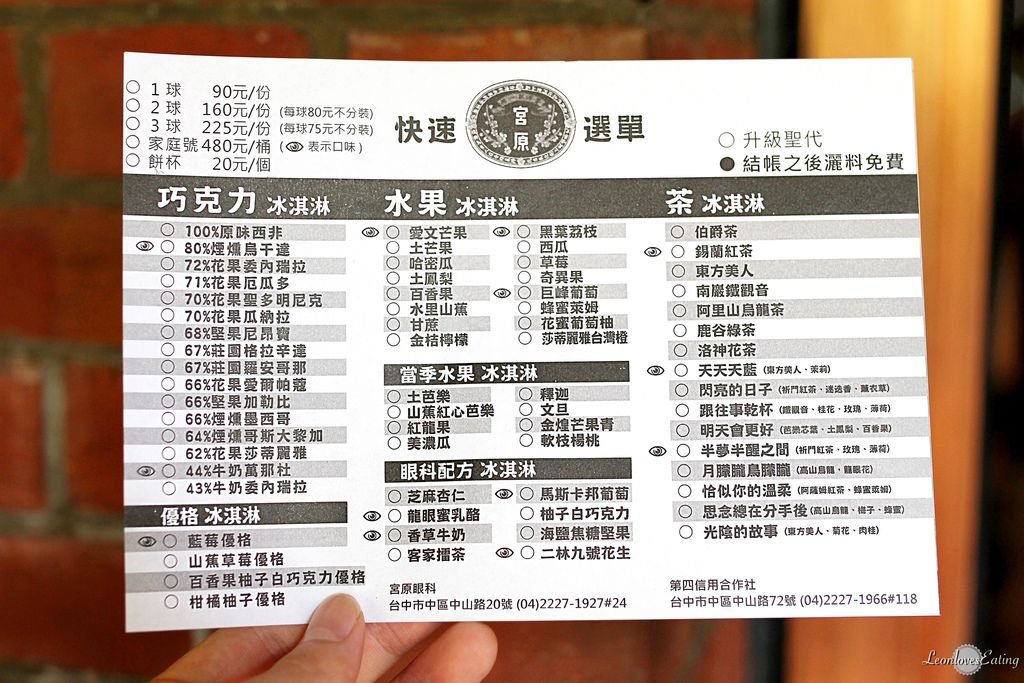 ○ 1 球 90元/份
○ 2 球 160元/份 (每球80元不分裝)
○ 3 球 225元/份 (每球75元不分裝)
○ 家庭號 480元/桶 ( 表示口味 )
○ 餅杯 20元/個
快速 宮原 選單
○ 升級聖代
● 結帳之後灑料免費
巧克力 冰淇淋
○ 100%原味西非
○ 80%煙燻烏干達
○ 72%花果委內瑞拉
○ 71%花果厄瓜多
○ 70%花果聖多明尼克
○ 70%花果瓜納拉
○ 68%堅果尼昂寶
○ 67%莊園格拉辛達
○ 67%莊園羅安哥那
○ 66%花果愛爾帕蔻
○ 66%堅果加勒比
○ 66%煙燻墨西哥
○ 64%煙燻哥斯大黎加
○ 62%花果莎蒂麗雅
○ 44%牛奶萬那杜
○ 43%牛奶委內瑞拉
優格 冰淇淋
○ 藍莓優格
○ 山蕉草莓優格
○ 百香果柚子白巧克力優格
○ 柑橘柚子優格
水果 冰淇淋
○ 愛文芒果 ○ 黑葉荔枝
○ 土芒果 ○ 西瓜
○ 哈密瓜 ○ 草莓
○ 土鳳梨 ○ 奇異果
○ 百香果 ○ 巨峰葡萄
○ 水里山蕉 ○ 蜂蜜萊姆
○ 甘蔗 ○ 花蜜葡萄柚
○ 金桔檸檬 ○ 莎蒂麗雅台灣橙
當季水果 冰淇淋
○ 土芭樂 ○ 釋迦
○ 山蕉紅心芭樂 ○ 文旦
○ 紅龍果 ○ 金煌芒果青
○ 美濃瓜 ○ 軟枝楊桃
眼科配方 冰淇淋
○ 芝麻杏仁 ○ 馬斯卡邦葡萄
○ 龍眼蜜乳酪 ○ 柚子白巧克力
○ 香草牛奶 ○ 海鹽焦糖堅果
○ 客家擂茶 ○ 二林九號花生
宮原眼科
台中市中區中山路20號 (04)2227-1927#24
茶 冰淇淋
○ 伯爵茶
○ 錫蘭紅茶
○ 東方美人
○ 南巖鐵觀音
○ 阿里山烏龍茶
○ 鹿谷綠茶
○ 洛神花茶
○ 天天天藍 (東方美人、茉莉)
○ 閃亮的日子 (祈門紅茶、迷迭香、薰衣草)
○ 跟往事乾杯 (鐵觀音、桂花、玫瑰、薄荷)
○ 明天會更好 (芭樂芯葉、土鳳梨、百香果)
○ 半夢半醒之間 (祈門紅茶、玫瑰、薄荷)
○ 月朦朧鳥朦朧 (高山烏龍、龍眼花)
○ 恰似你的溫柔 (阿薩姆紅茶、蜂蜜萊姆)
○ 思念總在分手後 (高山烏龍、梅子、蜂蜜)
○ 光陰的故事 (東方美人、菊花、肉桂)
第四信用合作社
台中市中區中山路72號 (04)2227-1966#118
LeonlovesEating